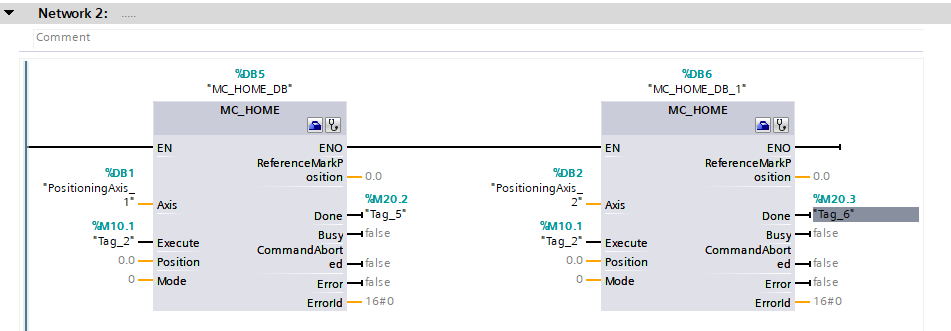 Network 2: .....
Comment
%DB5
"MC_HOME_DB"
MC_HOME
EN
ENO
ReferenceMarkP
osition
0.0
%DB1
"PositioningAxis_
1"
Axis
%M20.2
Done
"Tag_5"
%M10.1
"Tag_2"
Execute
Busy
false
CommandAbort
ed
false
0.0
Position
0
Mode
Error
false
ErrorId
16#0
%DB6
"MC_HOME_DB_1"
MC_HOME
EN
ENO
ReferenceMarkP
osition
0.0
%DB2
"PositioningAxis_
2"
Axis
%M20.3
Done
"Tag_6"
%M10.1
"Tag_2"
Execute
Busy
false
CommandAbort
ed
false
0.0
Position
0
Mode
Error
false
ErrorId
16#0